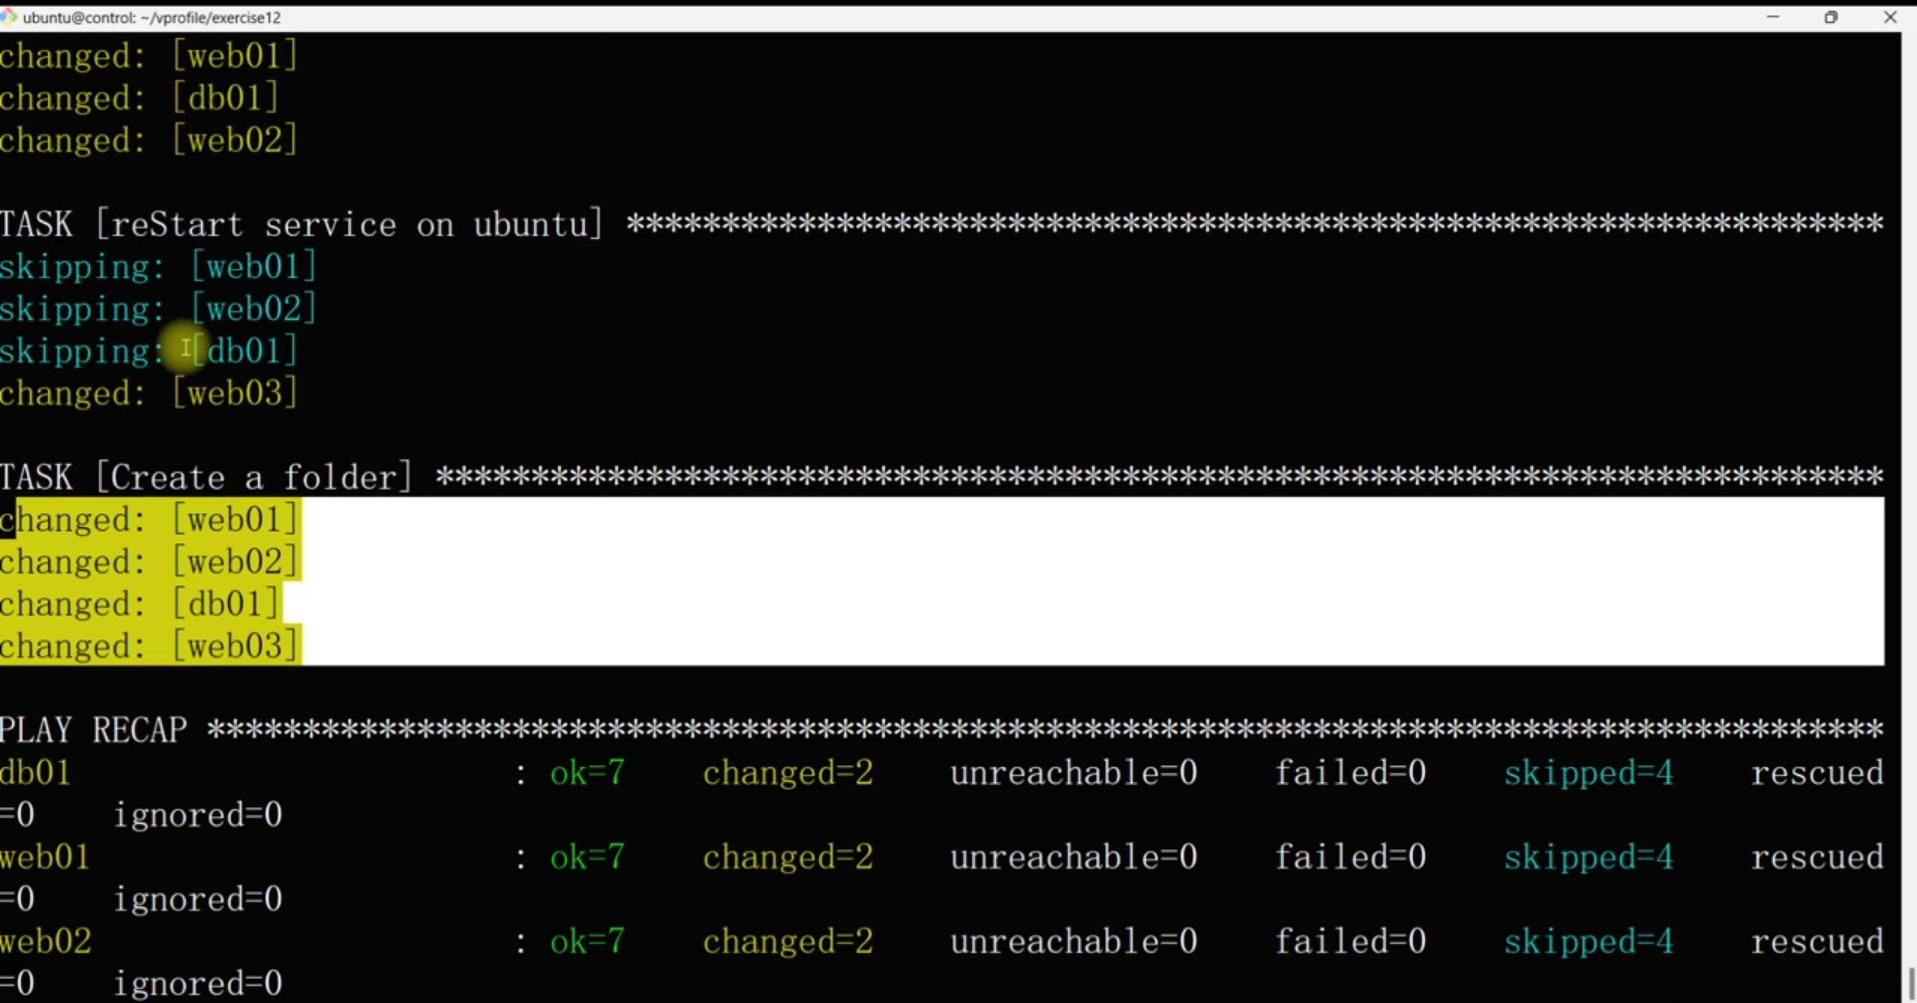 ubuntu@control: ~/vprofile/exercise12
changed: [web01]
changed: [db01]
changed: [web02]
TASK [reStart service on ubuntu] ******************************************************************
skipping: [web01]
skipping: [web02]
skipping: [db01]
changed: [web03]
TASK [Create a folder] ****************************************************************************
changed: [web01]
changed: [web02]
changed: [db01]
changed: [web03]
PLAY RECAP ****************************************************************************************
db01 : ok=7 changed=2 unreachable=0 failed=0 skipped=4 rescued
=0 ignored=0
web01 : ok=7 changed=2 unreachable=0 failed=0 skipped=4 rescued
=0 ignored=0
web02 : ok=7 changed=2 unreachable=0 failed=0 skipped=4 rescued
=0 ignored=0